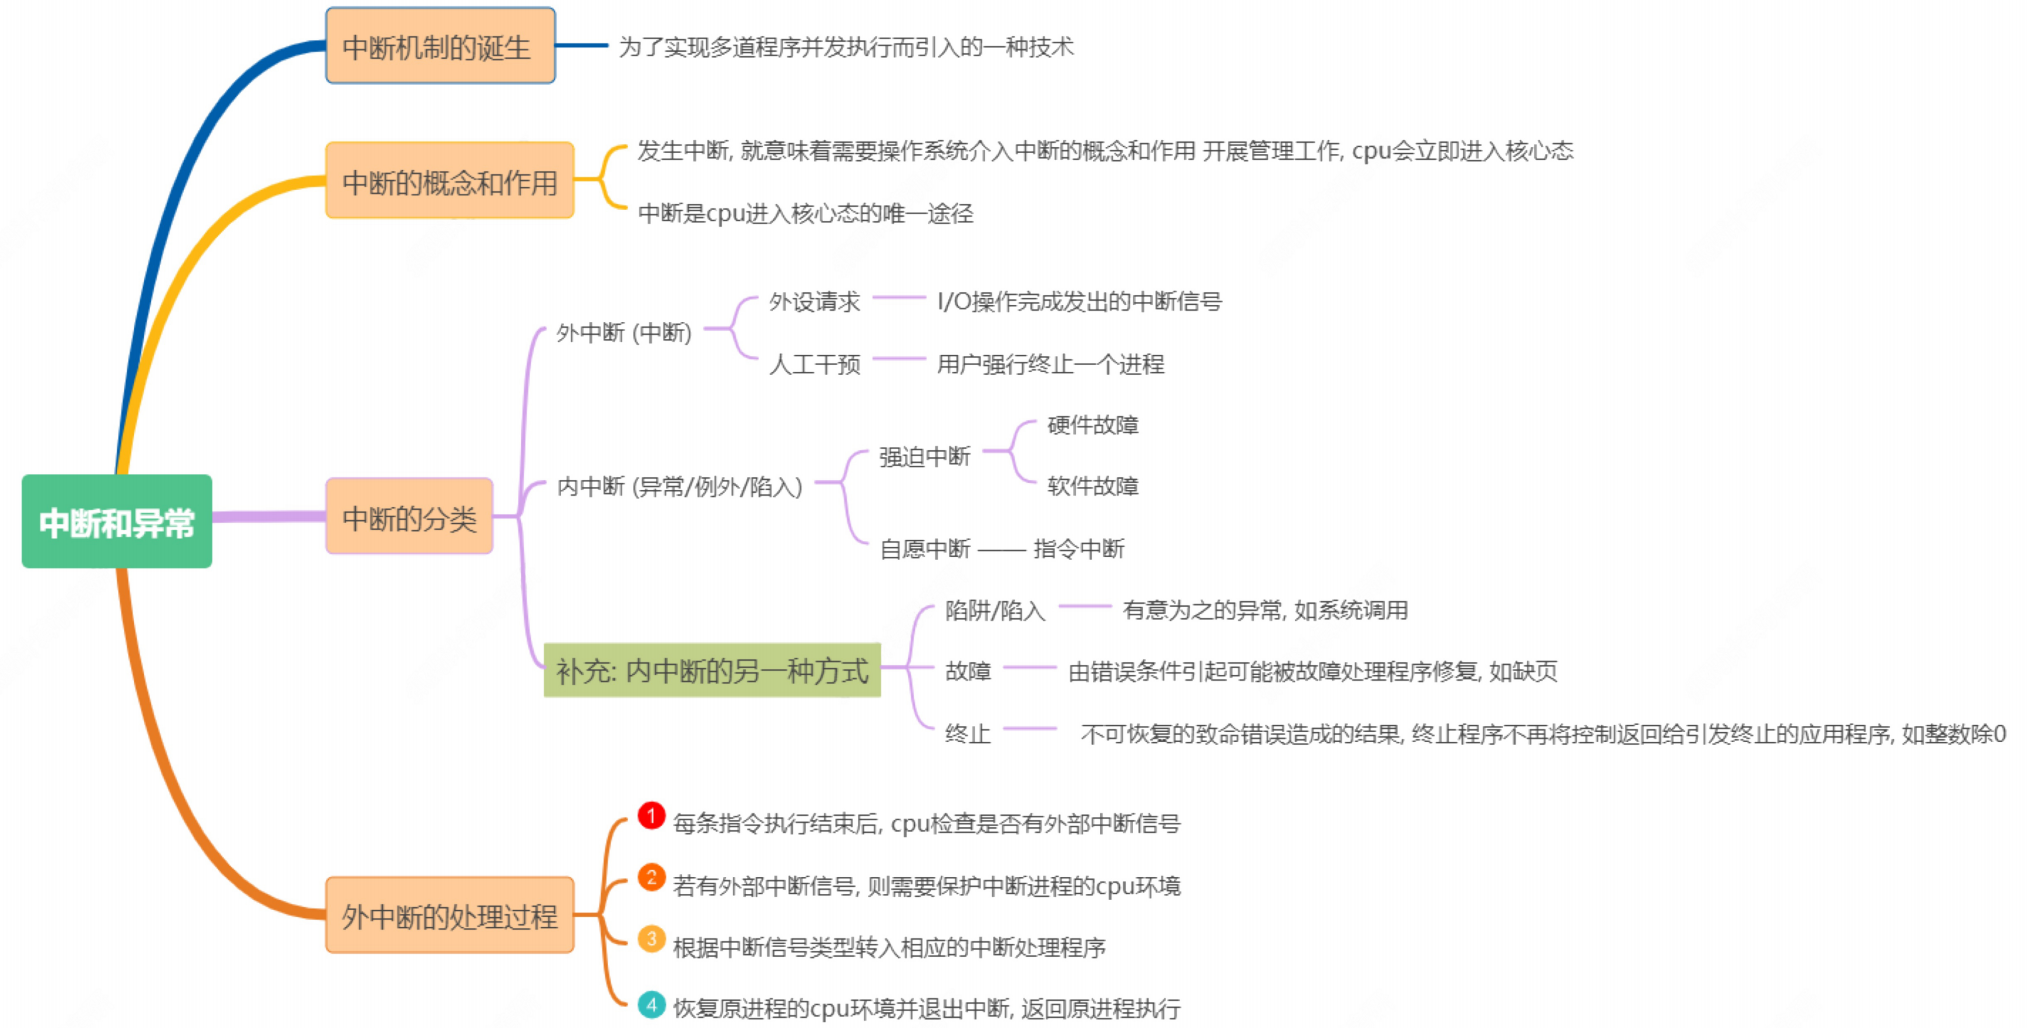 中断机制的诞生
为了实现多道程序并发执行而引入的一种技术
中断的概念和作用
发生中断, 就意味着需要操作系统介入中断的概念和作用 开展管理工作, cpu会立即进入核心态
中断是cpu进入核心态的唯一途径
中断和异常
中断的分类
外中断 (中断)
外设请求
I/O操作完成发出的中断信号
人工干预
用户强行终止一个进程
内中断 (异常/例外/陷入)
强迫中断
硬件故障
软件故障
自愿中断 —— 指令中断
补充: 内中断的另一种方式
陷阱/陷入
有意为之的异常, 如系统调用
故障
由错误条件引起可能被故障处理程序修复, 如缺页
终止
不可恢复的致命错误造成的结果, 终止程序不再将控制返回给引发终止的应用程序, 如整数除0
外中断的处理过程
1 每条指令执行结束后, cpu检查是否有外部中断信号
2 若有外部中断信号, 则需要保护中断进程的cpu环境
3 根据中断信号类型转入相应的中断处理程序
4 恢复原进程的cpu环境并退出中断, 返回原进程执行